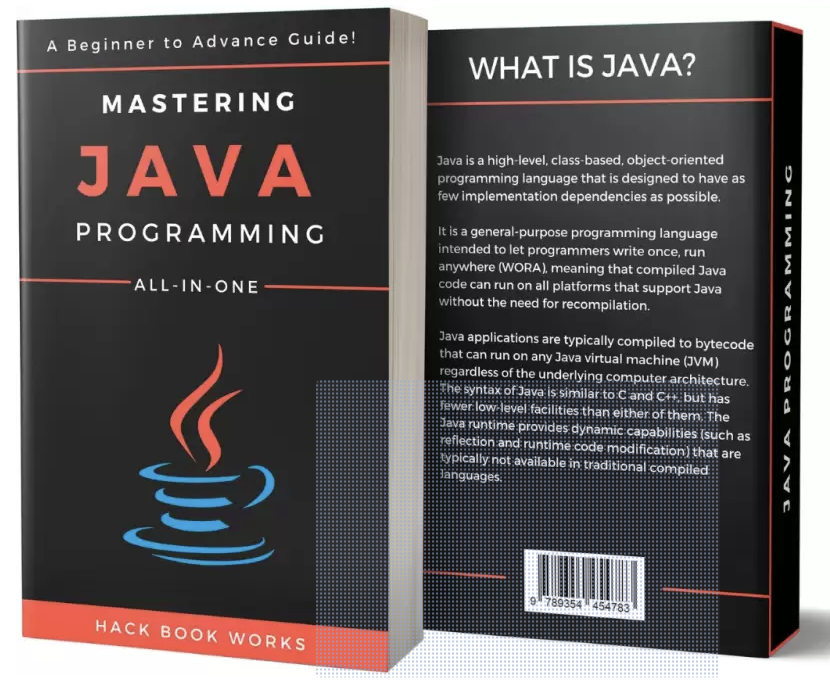 A Beginner to Advance Guide!
MASTERING
JAVA
PROGRAMMING
ALL-IN-ONE
HACK BOOK WORKS
WHAT IS JAVA?
Java is a high-level, class-based, object-oriented
programming language that is designed to have as
few implementation dependencies as possible.
It is a general-purpose programming language
intended to let programmers write once, run
anywhere (WORA), meaning that compiled Java
code can run on all platforms that support Java
without the need for recompilation.
Java applications are typically compiled to bytecode
that can run on any Java virtual machine (JVM)
regardless of the underlying computer architecture.
The syntax of Java is similar to C and C++, but has
fewer low-level facilities than either of them. The
Java runtime provides dynamic capabilities (such as
reflection and runtime code modification) that are
typically not available in traditional compiled
languages.
9 789354 454783
JAVA PROGRAMMING